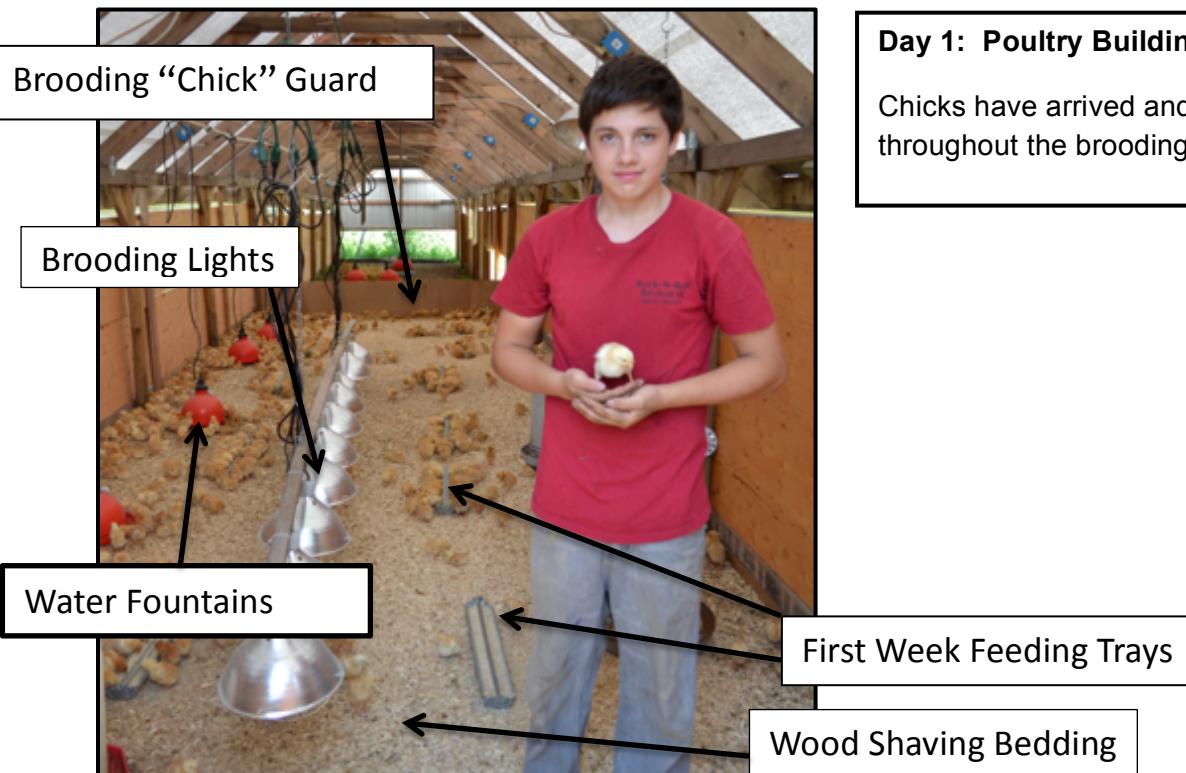 Day 1: Poultry Buildin
Chicks have arrived and
throughout the brooding
Brooding “Chick” Guard
Brooding Lights
Water Fountains
First Week Feeding Trays
Wood Shaving Bedding